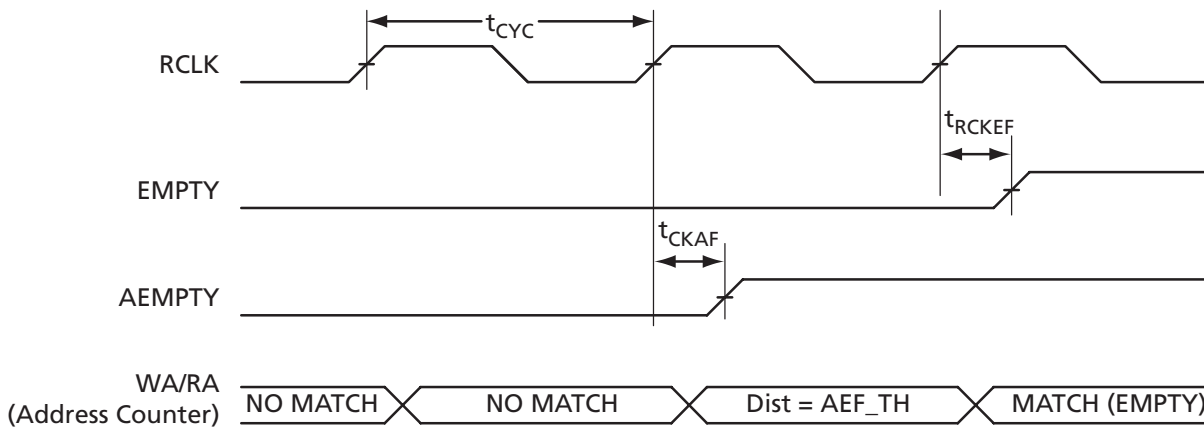 tCYC
RCLK
tRCKEF
EMPTY
tCKAF
AEMPTY
WA/RA
(Address Counter)
NO MATCH
NO MATCH
Dist = AEF_TH
MATCH (EMPTY)